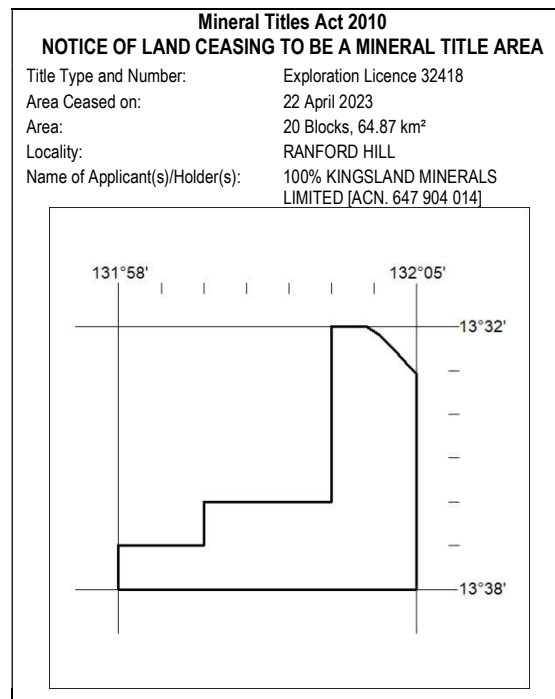 Mineral Titles Act 2010
NOTICE OF LAND CEASING TO BE A MINERAL TITLE AREA
Title Type and Number: Exploration Licence 32418
Area Ceased on: 22 April 2023
Area: 20 Blocks, 64.87 km²
Locality: RANFORD HILL
Name of Applicant(s)/Holder(s): 100% KINGSLAND MINERALS
LIMITED [ACN. 647 904 014]
131°58' 132°05'
13°32'
13°38'